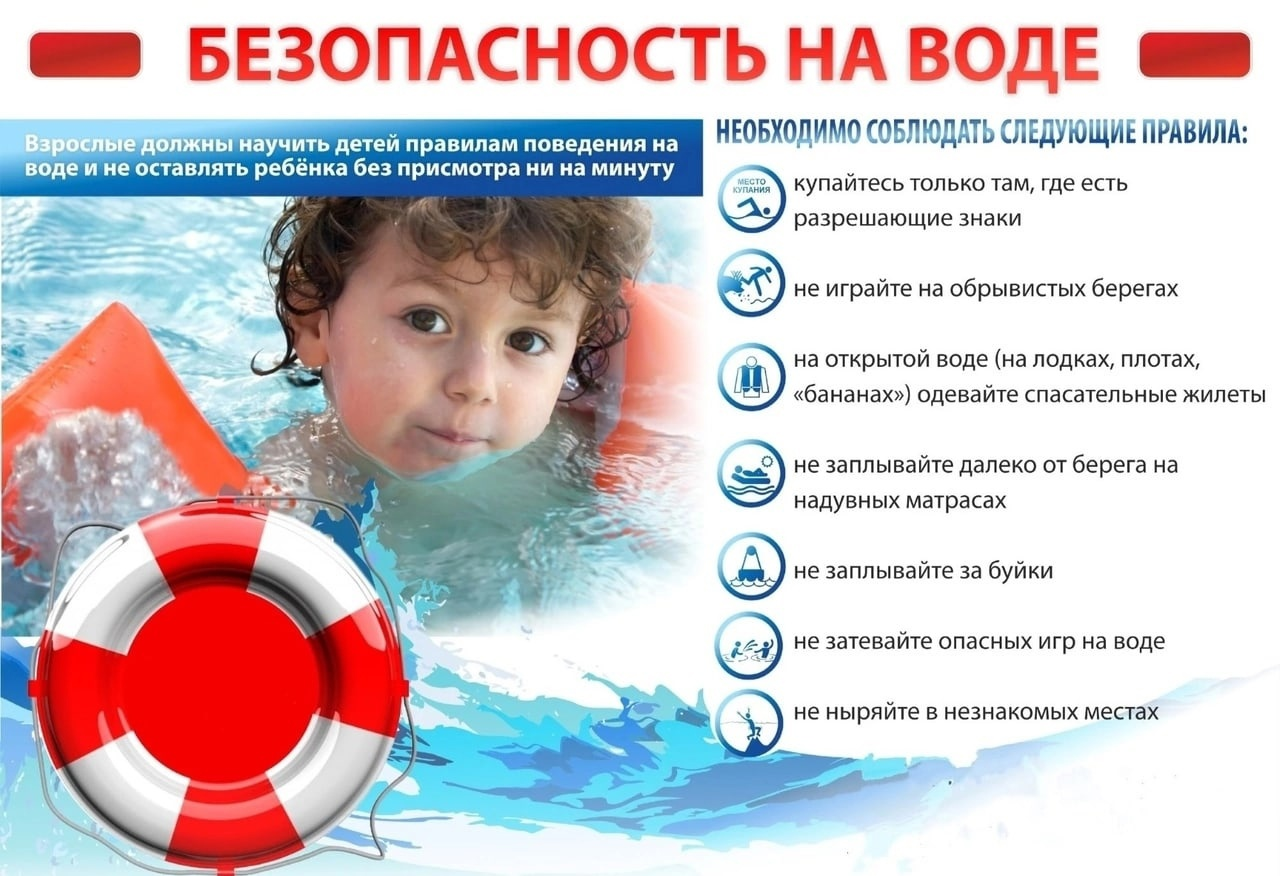 БЕЗОПАСНОСТЬ НА ВОДЕ
Взрослые должны научить детей правилам поведения на
воде и не оставлять ребёнка без присмотра ни на минуту
НЕОБХОДИМО СОБЛЮДАТЬ СЛЕДУЮЩИЕ ПРАВИЛА:
МЕСТО
КУПАНИЯ
купайтесь только там, где есть
разрешающие знаки
не играйте на обрывистых берегах
на открытой воде (на лодках, плотах,
«бананах») одевайте спасательные жилеты
не заплывайте далеко от берега на
надувных матрасах
не заплывайте за буйки
не затевайте опасных игр на воде
не ныряйте в незнакомых местах